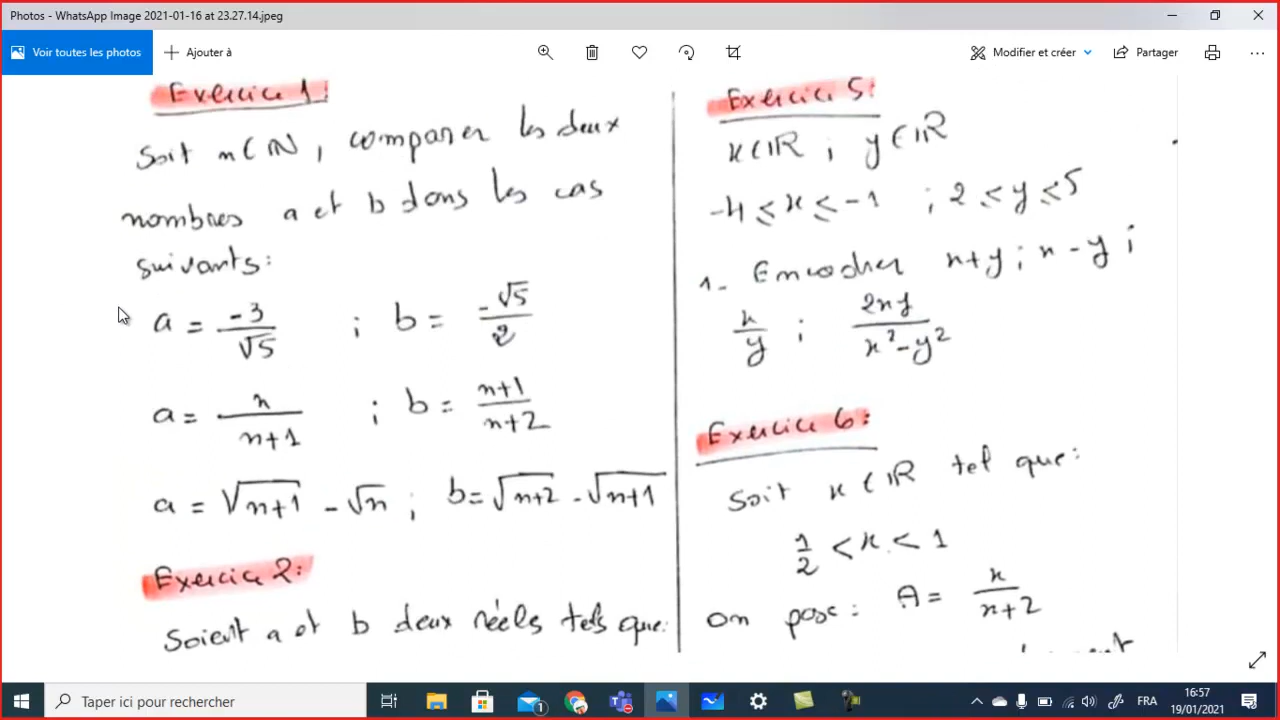 Photos - WhatsApp Image 2021-01-16 at 23.27.14.jpeg
Voir toutes les photos
Ajouter à
Modifier et créer
Partager
Exercice 1:
Soit n ∈ ℕ, comparer les deux
nombres a et b dans les cas
suivants:
a = -3/√5 ; b = -√5/2
a = n/n+1 ; b = n+1/n+2
a = √n+1 - √n ; b = √n+2 - √n+1
Exercice 2:
Soient a et b deux réels tels que:
Exercice 5:
x ∈ ℝ ; y ∈ ℝ
-4 ≤ x ≤ -1 ; 2 ≤ y ≤ 5
1- Encadrer x+y ; x-y ;
x/y ; 2xy/x²-y²
Exercice 6:
Soit x ∈ ℝ tel que:
1/2 < x < 1
On pose: A = x/x+2
Taper ici pour rechercher
1
FRA
16:57
19/01/2021